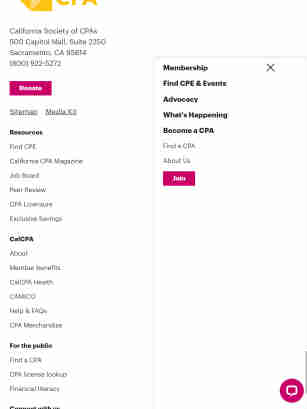 CPA
California Society of CPAs
500 Capitol Mall, Suite 2350
Sacramento, CA 95814
(800) 922-5272
Donate
Sitemap Media Kit
Resources
Find CPE
California CPA Magazine
Job Board
Peer Review
CPA Licensure
Exclusive Savings
CalCPA
About
Member benefits
CalCPA Health
CAMICO
Help & FAQs
CPA Merchandise
For the public
Find a CPA
CPA license lookup
Financial literacy
Connect with us
Membership
Find CPE & Events
Advocacy
What's Happening
Become a CPA
Find a CPA
About Us
Join